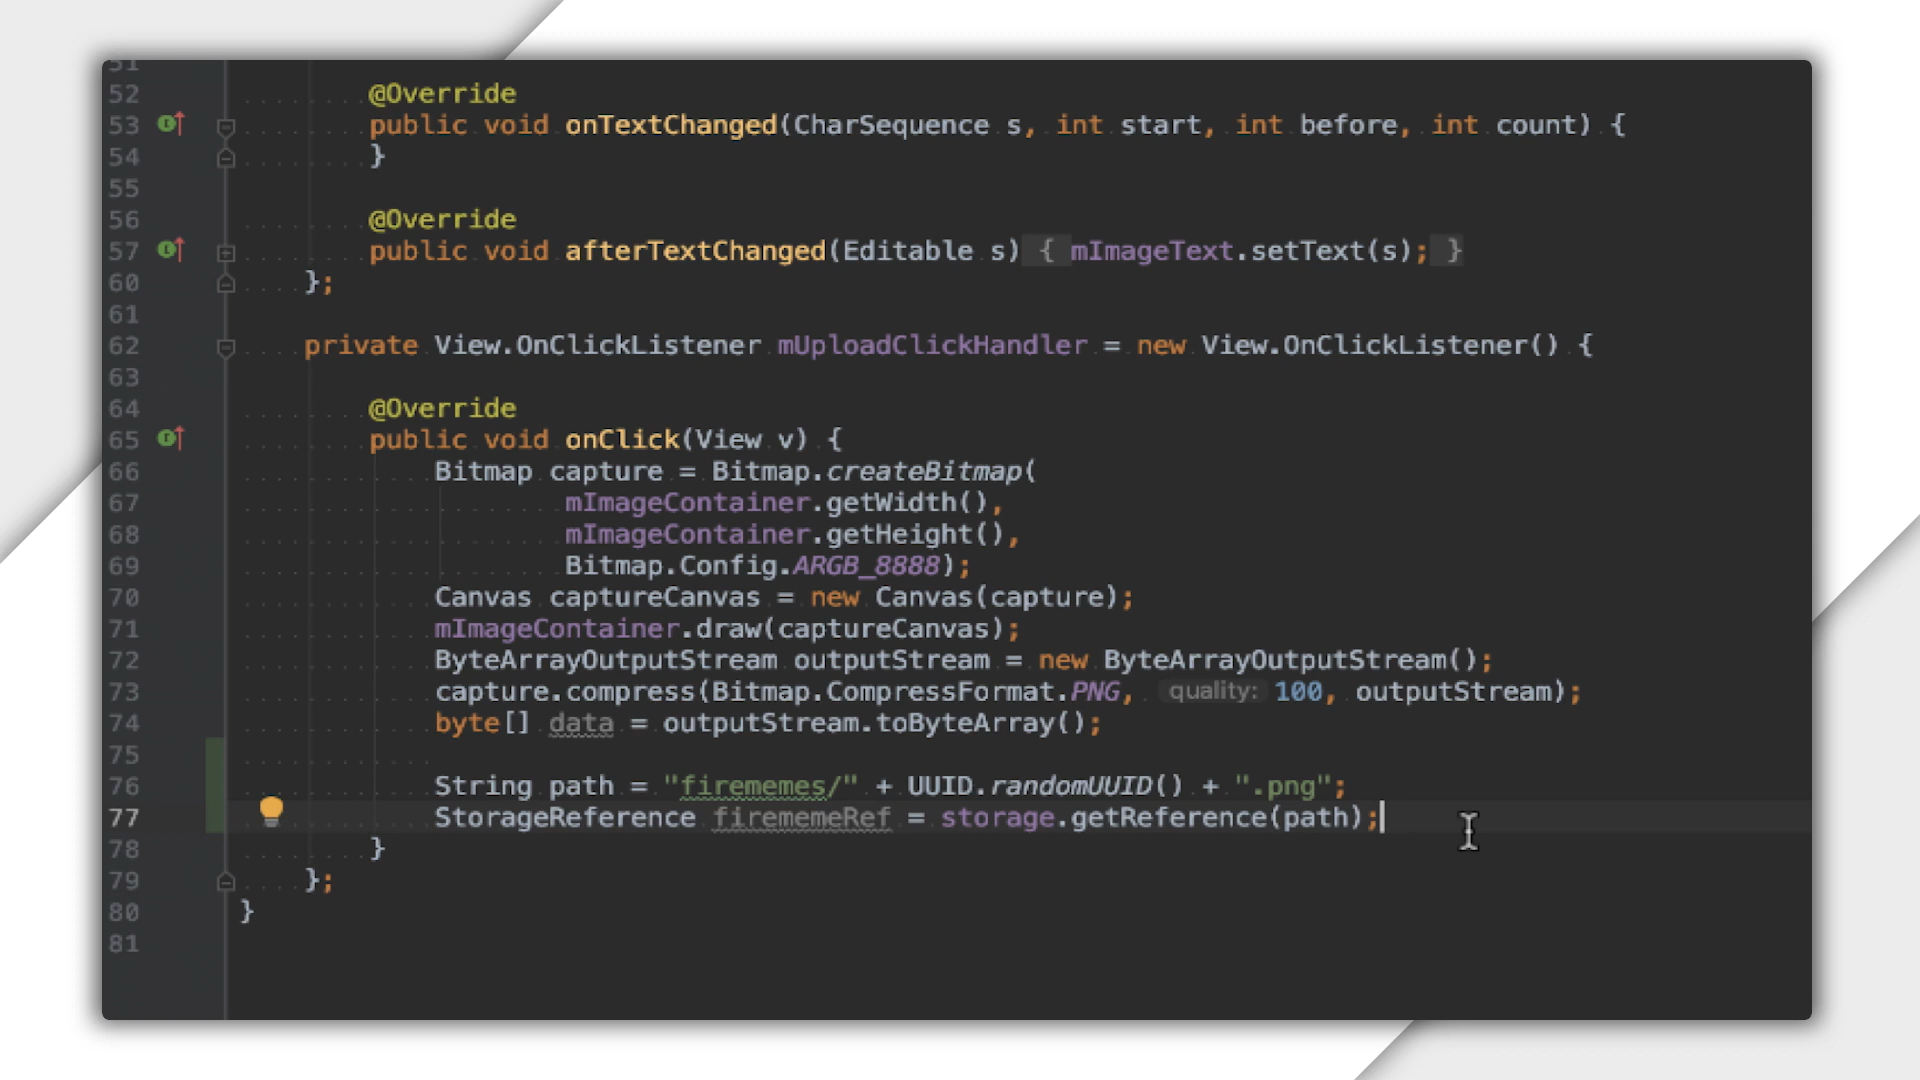 51
52 @Override
53 public void onTextChanged(CharSequence s, int start, int before, int count) {
54 }
55
56 @Override
57 public void afterTextChanged(Editable s) { mImageText.setText(s); }
60 };
61
62 private View.OnClickListener mUploadClickHandler = new View.OnClickListener() {
63
64 @Override
65 public void onClick(View v) {
66 Bitmap capture = Bitmap.createBitmap(
67 mImageContainer.getWidth(),
68 mImageContainer.getHeight(),
69 Bitmap.Config.ARGB_8888);
70 Canvas captureCanvas = new Canvas(capture);
71 mImageContainer.draw(captureCanvas);
72 ByteArrayOutputStream outputStream = new ByteArrayOutputStream();
73 capture.compress(Bitmap.CompressFormat.PNG, quality: 100, outputStream);
74 byte[] data = outputStream.toByteArray();
75
76 String path = "firememes/" + UUID.randomUUID() + ".png";
77 StorageReference firememeRef = storage.getReference(path);
78 }
79 };
80 }
81